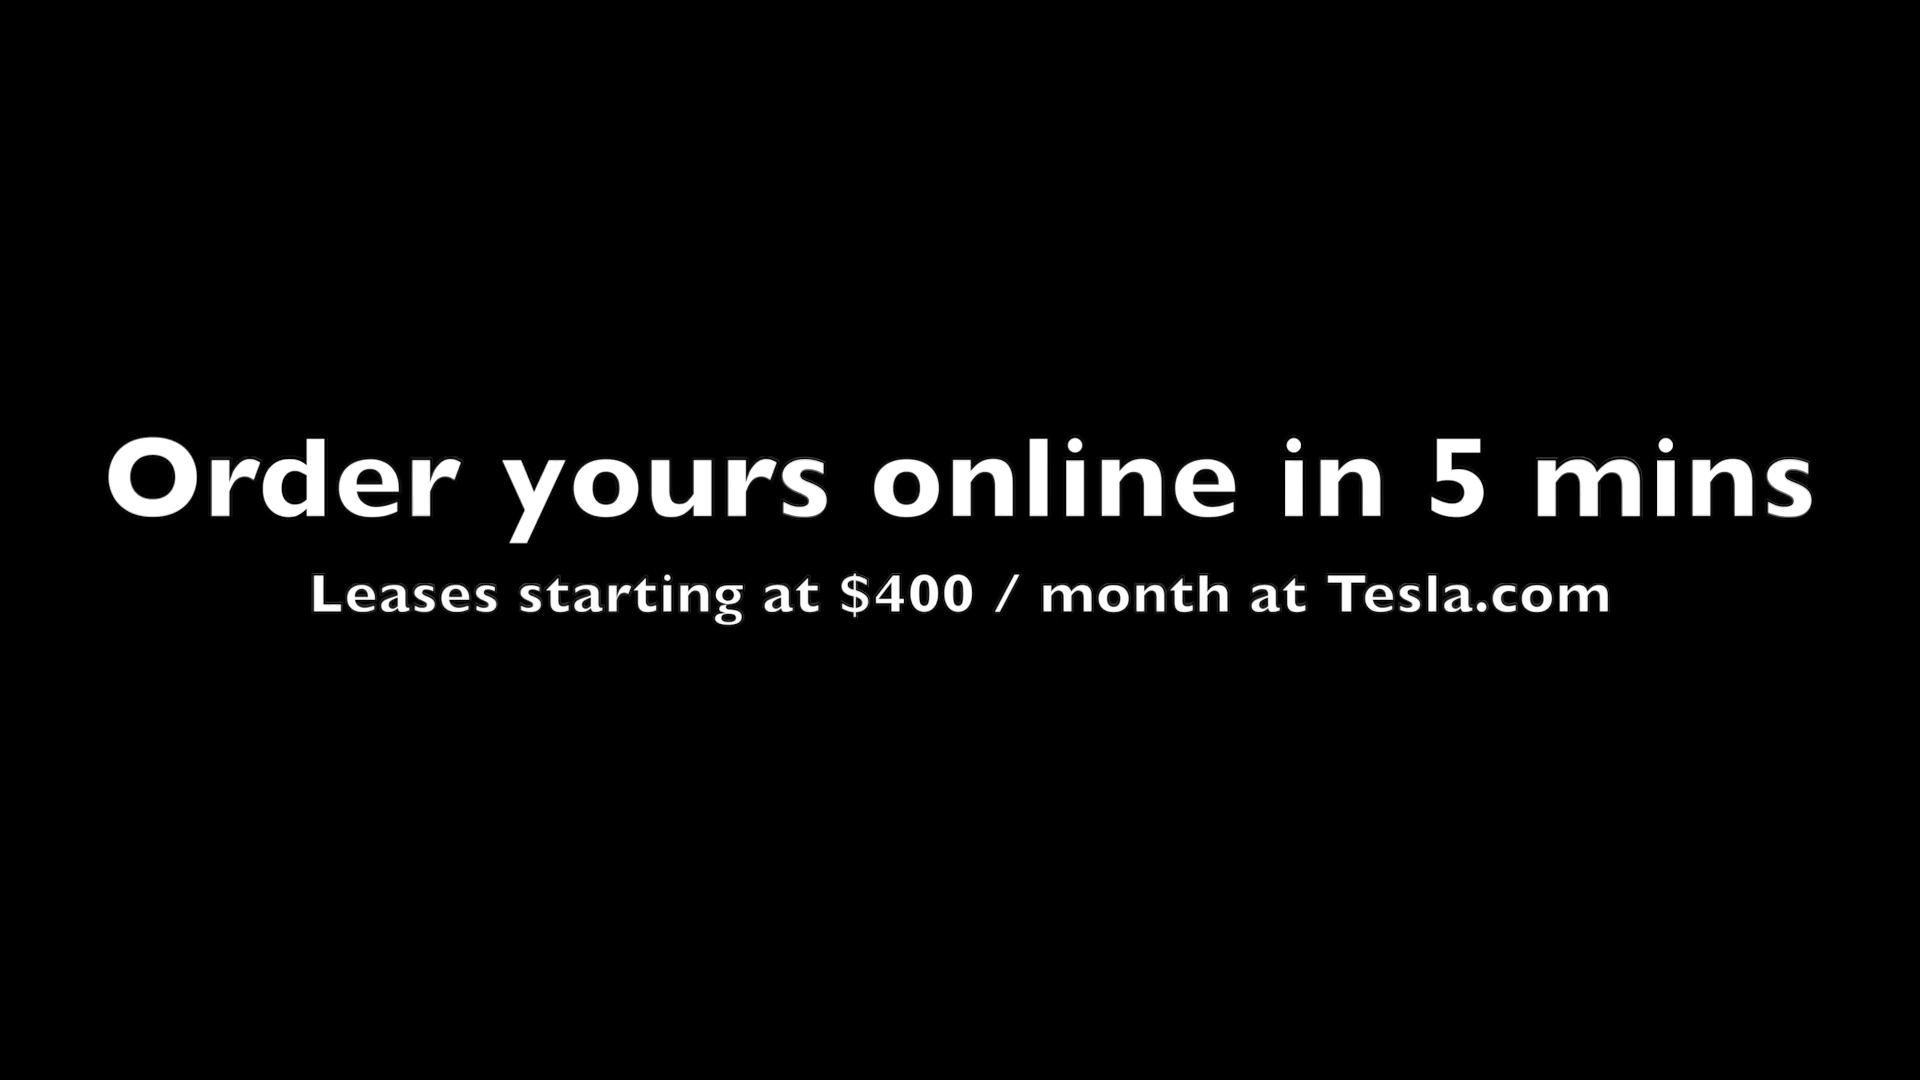 Order yours online in 5 mins
Leases starting at $400 / month at Tesla.com